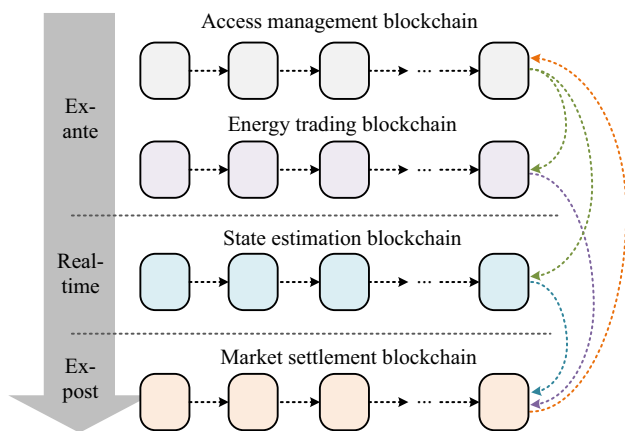 Access management blockchain
...
Ex-
ante
Energy trading blockchain
...
State estimation blockchain
Real-
time
...
Market settlement blockchain
Ex-
post
...